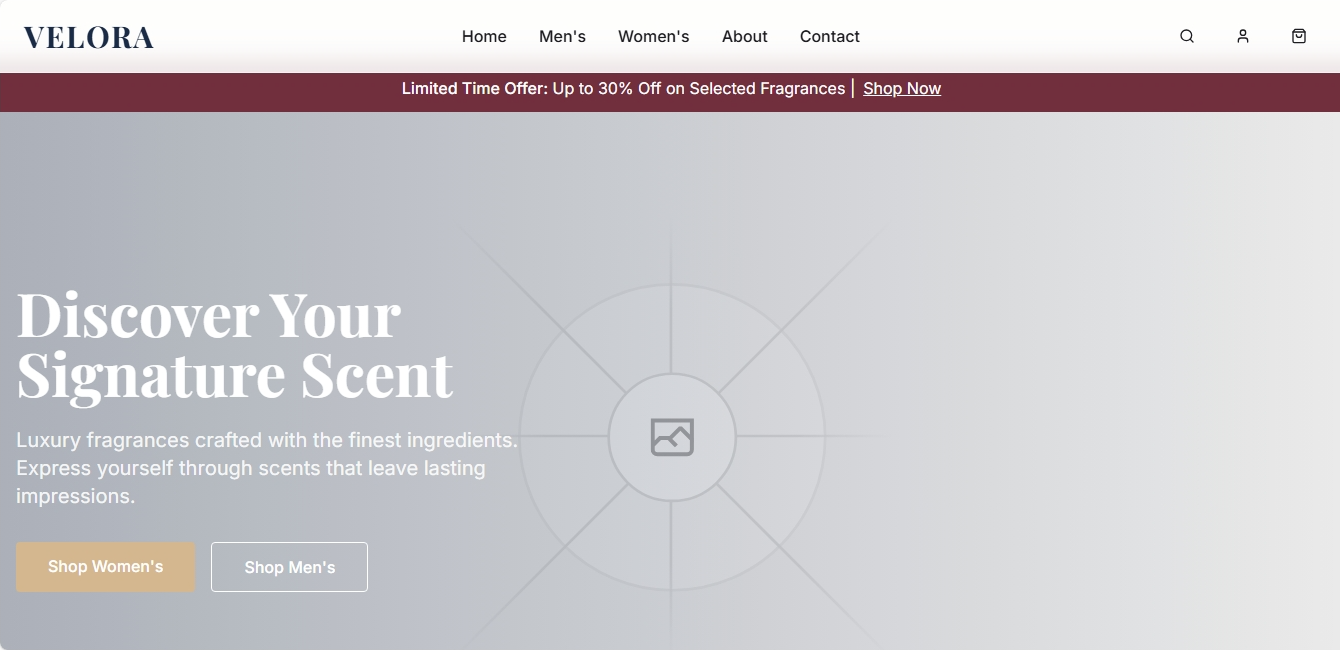 VELORA
Home Men's Women's About Contact
Limited Time Offer: Up to 30% Off on Selected Fragrances | Shop Now
Discover Your
Signature Scent
Luxury fragrances crafted with the finest ingredients.
Express yourself through scents that leave lasting
impressions.
Shop Women's Shop Men's